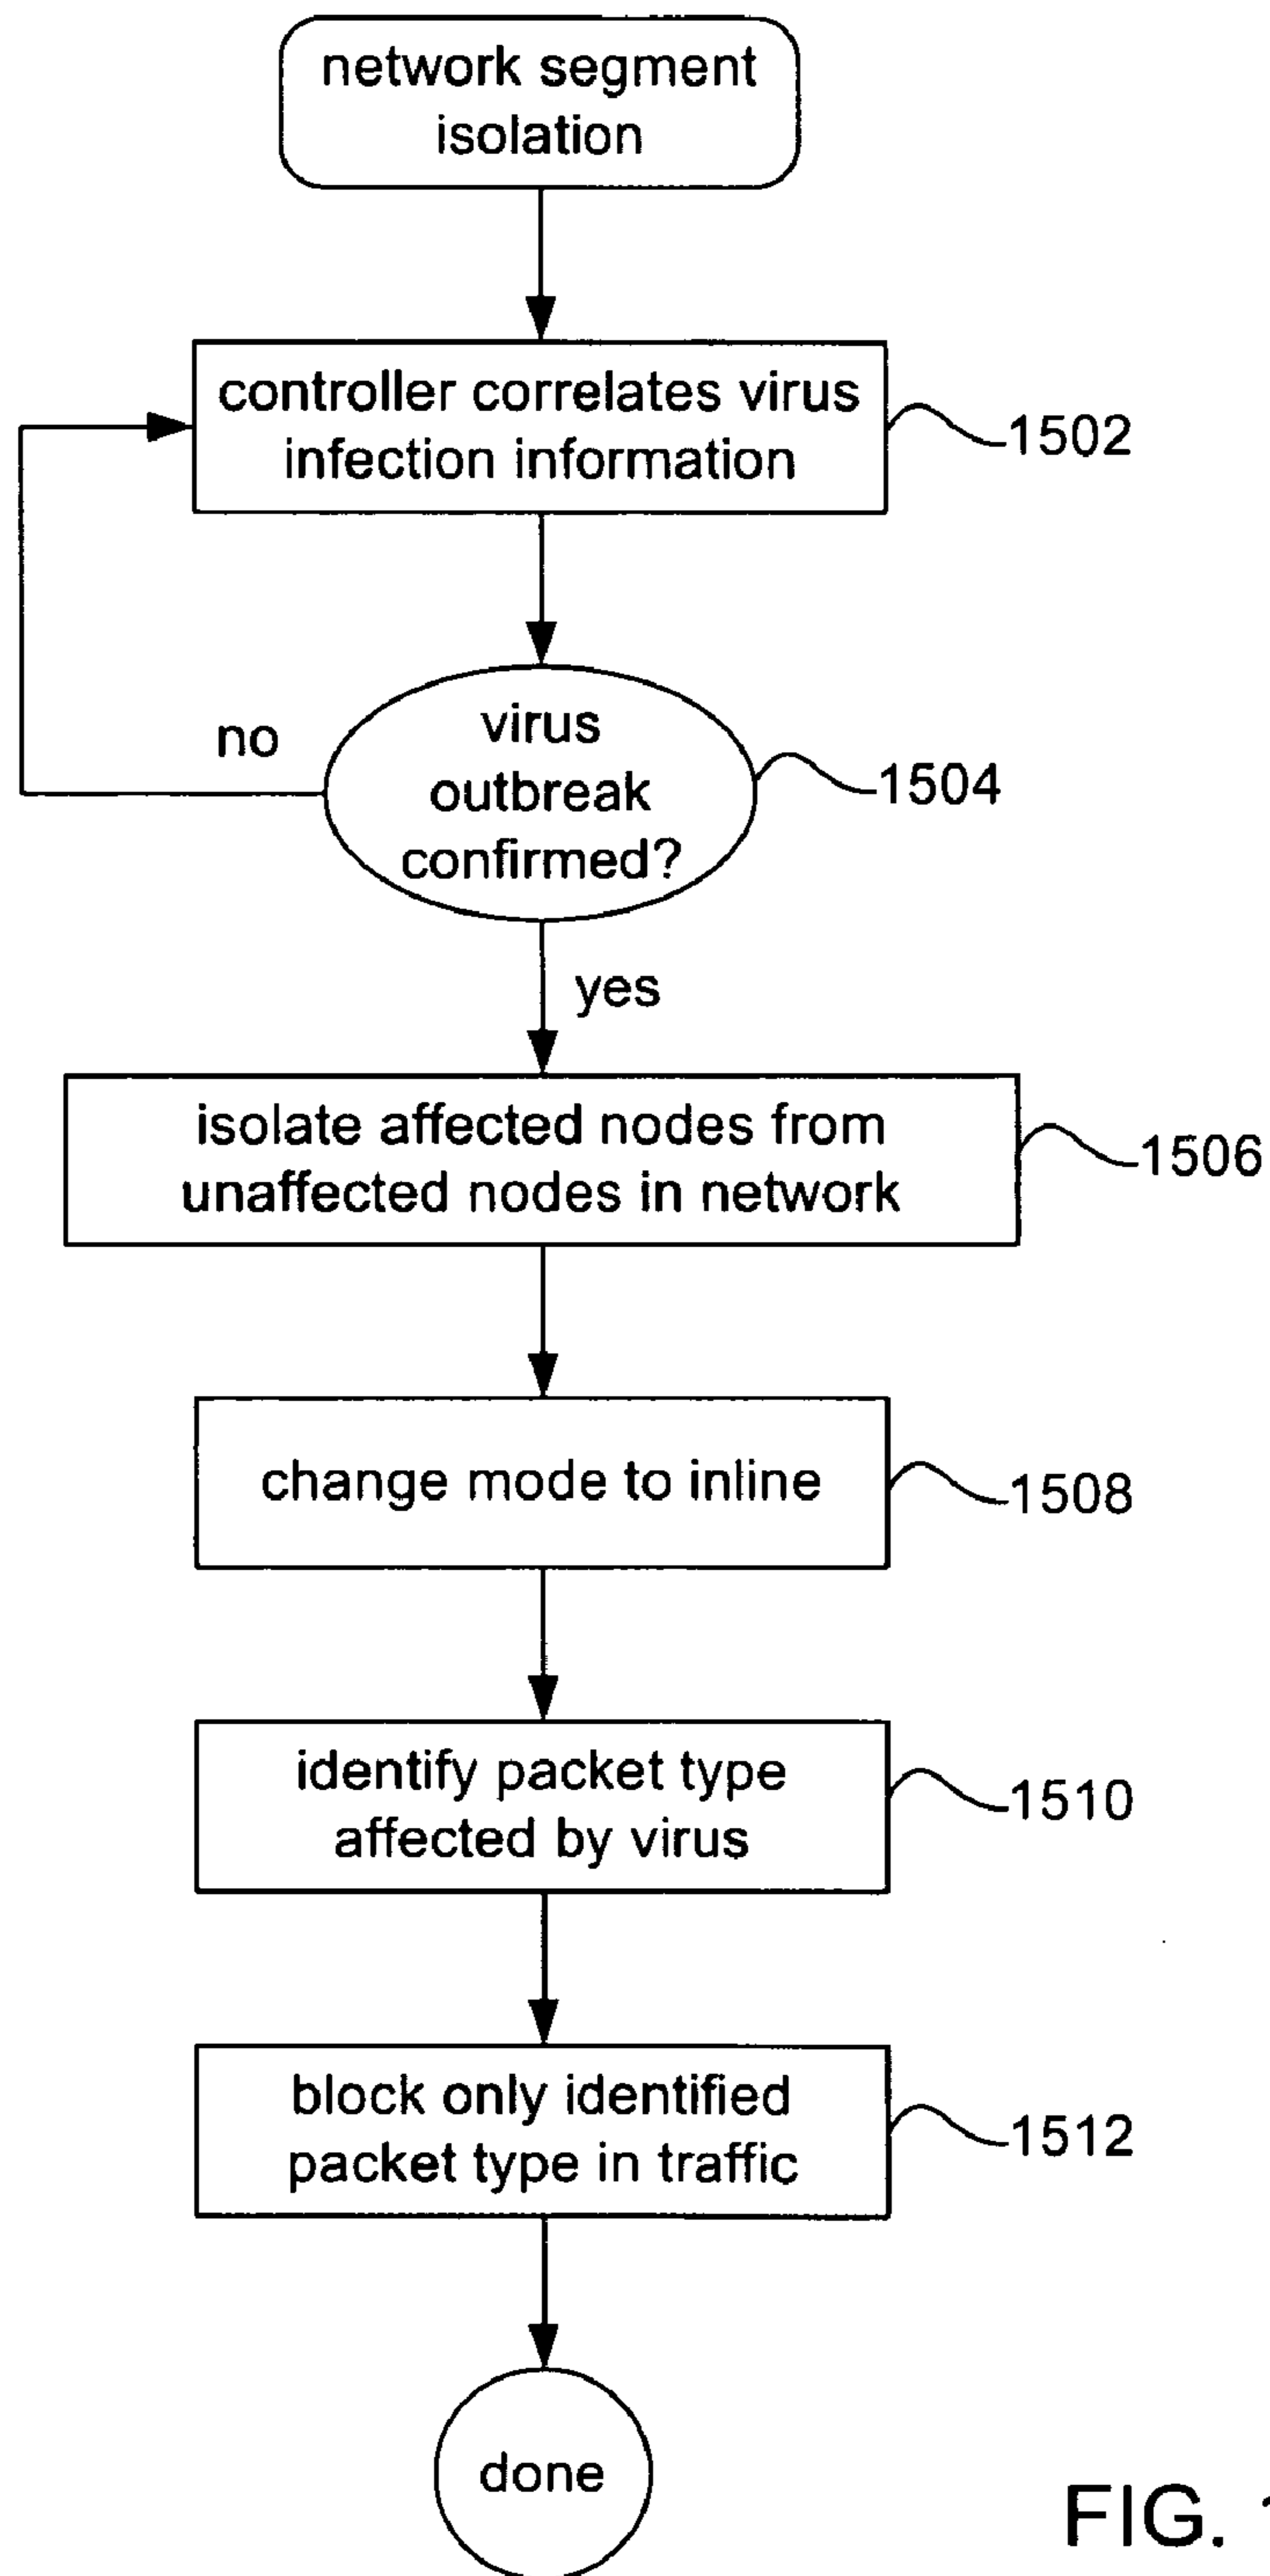 network segment
isolation
controller correlates virus
infection information
1502
virus
outbreak
confirmed?
1504
no
yes
isolate affected nodes from
unaffected nodes in network
1506
change mode to inline
1508
identify packet type
affected by virus
1510
block only identified
packet type in traffic
1512
done
FIG.